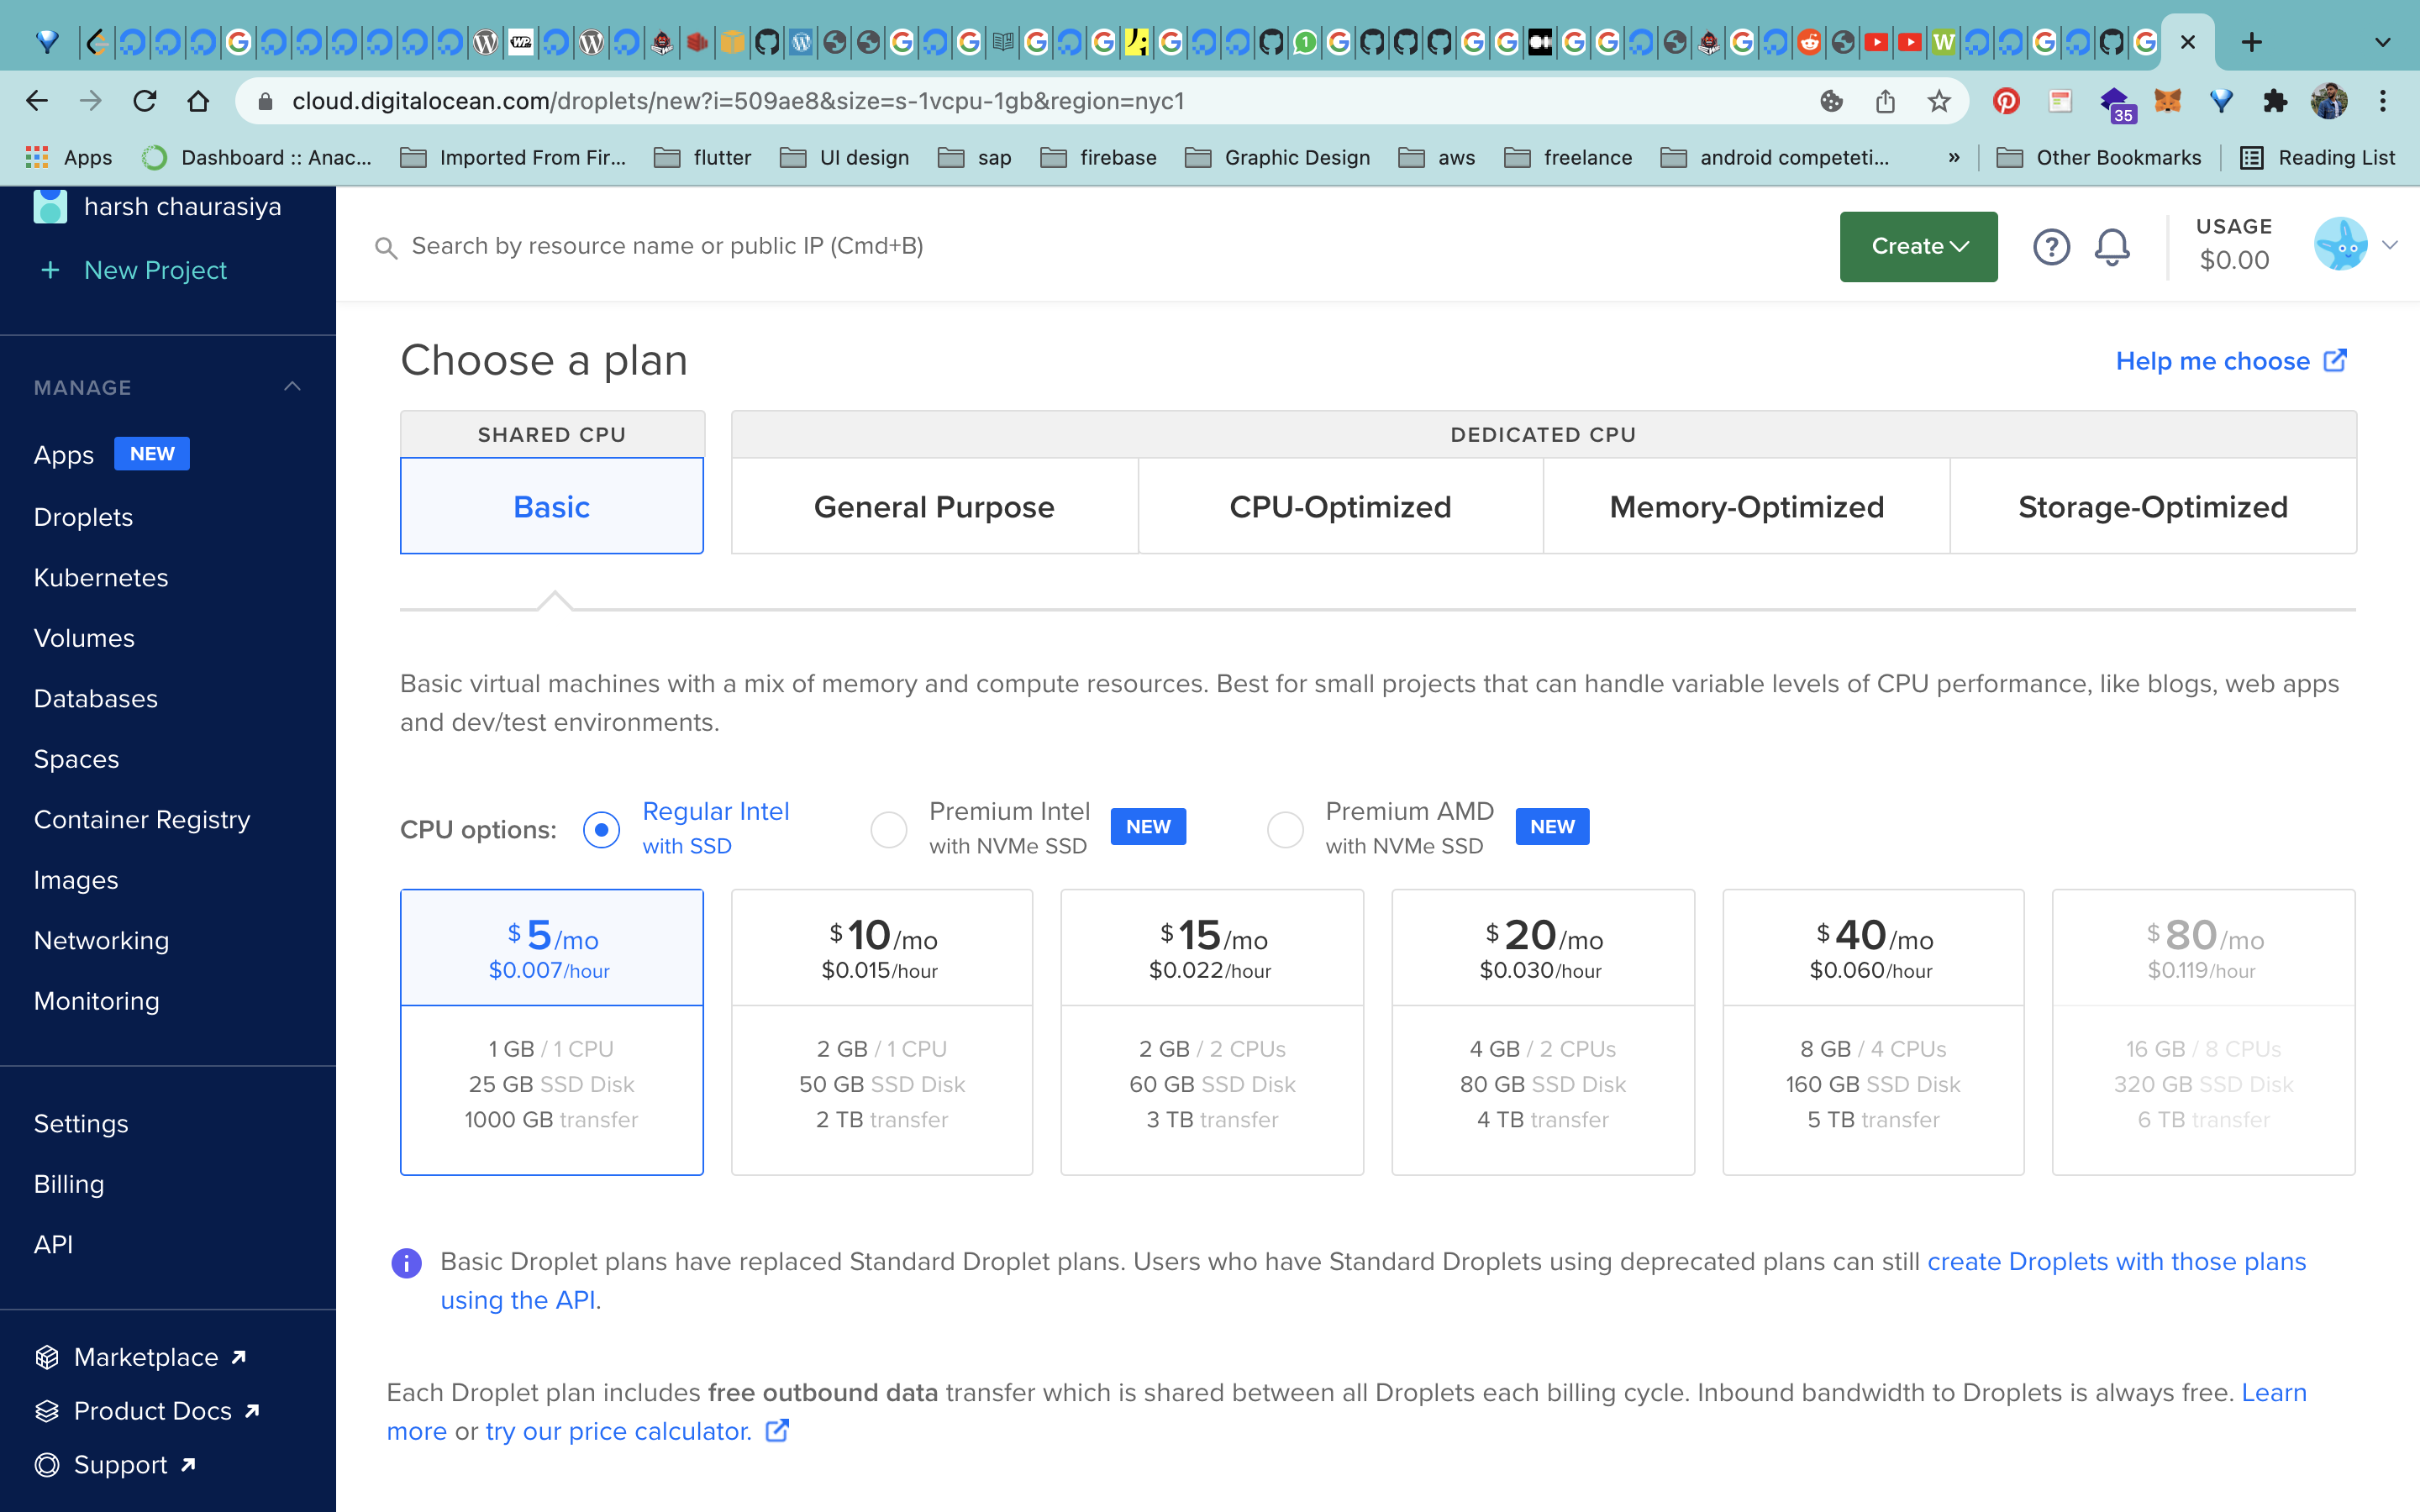 cloud.digitalocean.com/droplets/new?i=509ae8&size=s-1vcpu-1gb&region=nyc1
35
Apps
Dashboard :: Anac...
Imported From Fir...
flutter
UI design
sap
firebase
Graphic Design
aws
freelance
android competeti...
»
Other Bookmarks
Reading List
harsh chaurasiya
+ New Project
MANAGE
Apps NEW
Droplets
Kubernetes
Volumes
Databases
Spaces
Container Registry
Images
Networking
Monitoring
Settings
Billing
API
Marketplace
Product Docs
Support
Search by resource name or public IP (Cmd+B)
Create
USAGE
$0.00
Choose a plan
Help me choose
SHARED CPU
DEDICATED CPU
Basic
General Purpose
CPU-Optimized
Memory-Optimized
Storage-Optimized
Basic virtual machines with a mix of memory and compute resources. Best for small projects that can handle variable levels of CPU performance, like blogs, web apps
and dev/test environments.
CPU options:
Regular Intel
with SSD
Premium Intel
with NVMe SSD
NEW
Premium AMD
with NVMe SSD
NEW
$ 5/mo
$0.007/hour
1 GB / 1 CPU
25 GB SSD Disk
1000 GB transfer
$ 10/mo
$0.015/hour
2 GB / 1 CPU
50 GB SSD Disk
2 TB transfer
$ 15/mo
$0.022/hour
2 GB / 2 CPUs
60 GB SSD Disk
3 TB transfer
$ 20/mo
$0.030/hour
4 GB / 2 CPUs
80 GB SSD Disk
4 TB transfer
$ 40/mo
$0.060/hour
8 GB / 4 CPUs
160 GB SSD Disk
5 TB transfer
$ 80/mo
$0.119/hour
16 GB / 8 CPUs
320 GB SSD Disk
6 TB transfer
Basic Droplet plans have replaced Standard Droplet plans. Users who have Standard Droplets using deprecated plans can still create Droplets with those plans
using the API.
Each Droplet plan includes free outbound data transfer which is shared between all Droplets each billing cycle. Inbound bandwidth to Droplets is always free. Learn
more or try our price calculator.